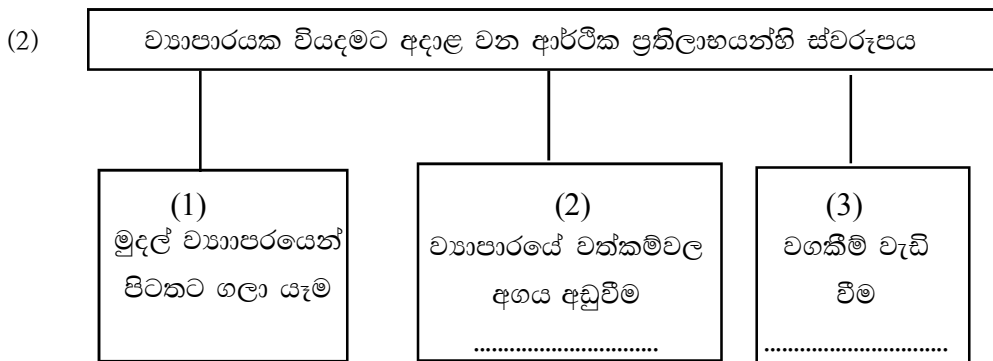 (2) ව්‍යාපාරයක වියදමට අදාළ වන ආර්ථික ප්‍රතිලාභයන්හි ස්වරූපය
(1)
මුදල් ව්‍යාාපරයෙන්
පිටතට ගලා යෑම
(2)
ව්‍යාපාරයේ වත්කම්වල
අගය අඩුවීම
...............................
(3)
වගකීම් වැඩි
වීම
...............................